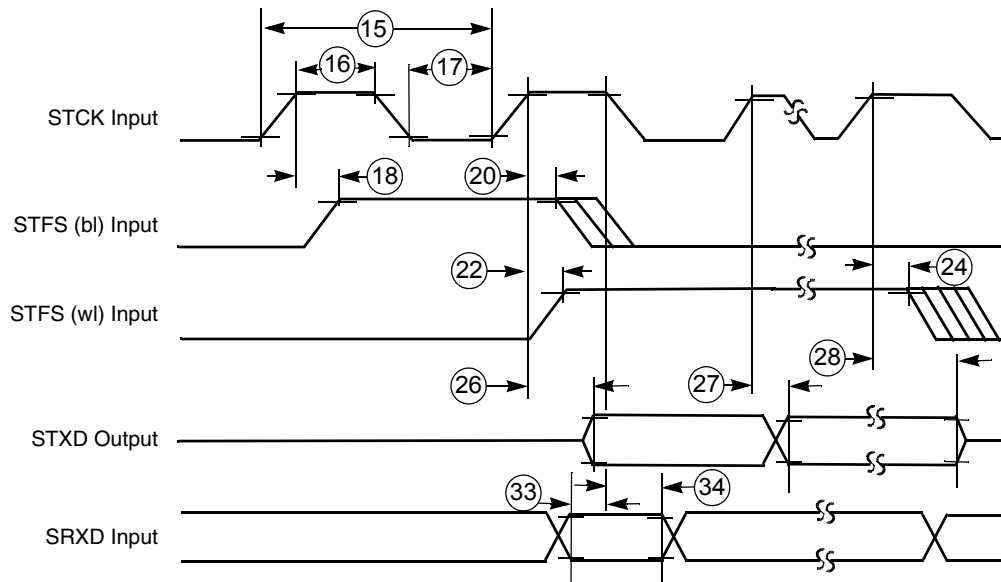 15
16
17
STCK Input
18
20
STFS (bl) Input
22
24
STFS (wl) Input
26
27
28
STXD Output
33
34
SRXD Input